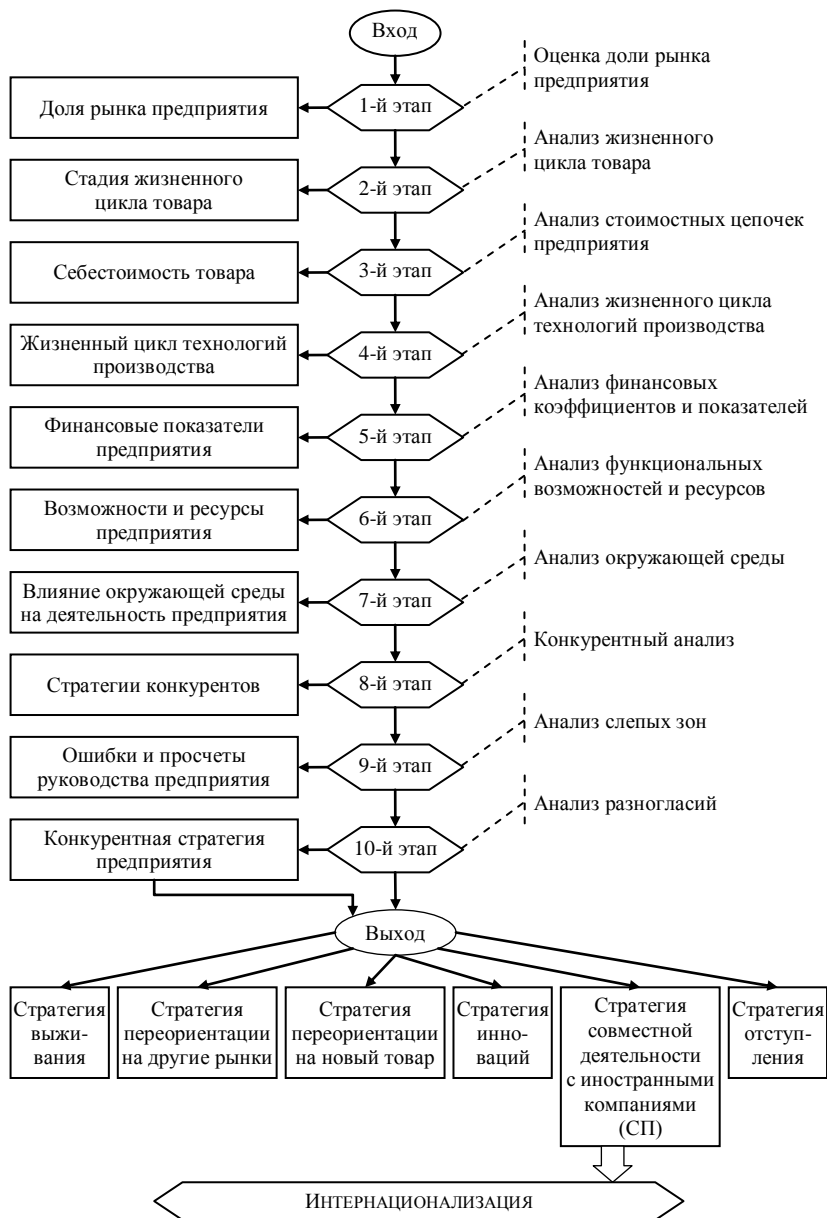 Вход
Оценка доли рынка
предприятия
1-й этап
Доля рынка предприятия
Анализ жизненного
цикла товара
2-й этап
Стадия жизненного
цикла товара
Анализ стоимостных цепочек
предприятия
3-й этап
Себестоимость товара
Анализ жизненного цикла
технологий производства
4-й этап
Жизненный цикл технологий
производства
Анализ финансовых
коэффициентов и показателей
5-й этап
Финансовые показатели
предприятия
Анализ функциональных
возможностей и ресурсов
6-й этап
Возможности и ресурсы
предприятия
Анализ окружающей среды
7-й этап
Влияние окружающей среды
на деятельность предприятия
Конкурентный анализ
8-й этап
Стратегии конкурентов
Анализ слепых зон
9-й этап
Ошибки и просчеты
руководства предприятия
Анализ разногласий
10-й этап
Конкурентная стратегия
предприятия
Выход
Стратегия
выжи-
вания
Стратегия
переориентации
на другие рынки
Стратегия
переориентации
на новый товар
Стратегия
инно-
ваций
Стратегия
совместной
деятельности
с иностранными
компаниями
(СП)
Стратегия
отступ-
ления
ИНТЕРНАЦИОНАЛИЗАЦИЯ